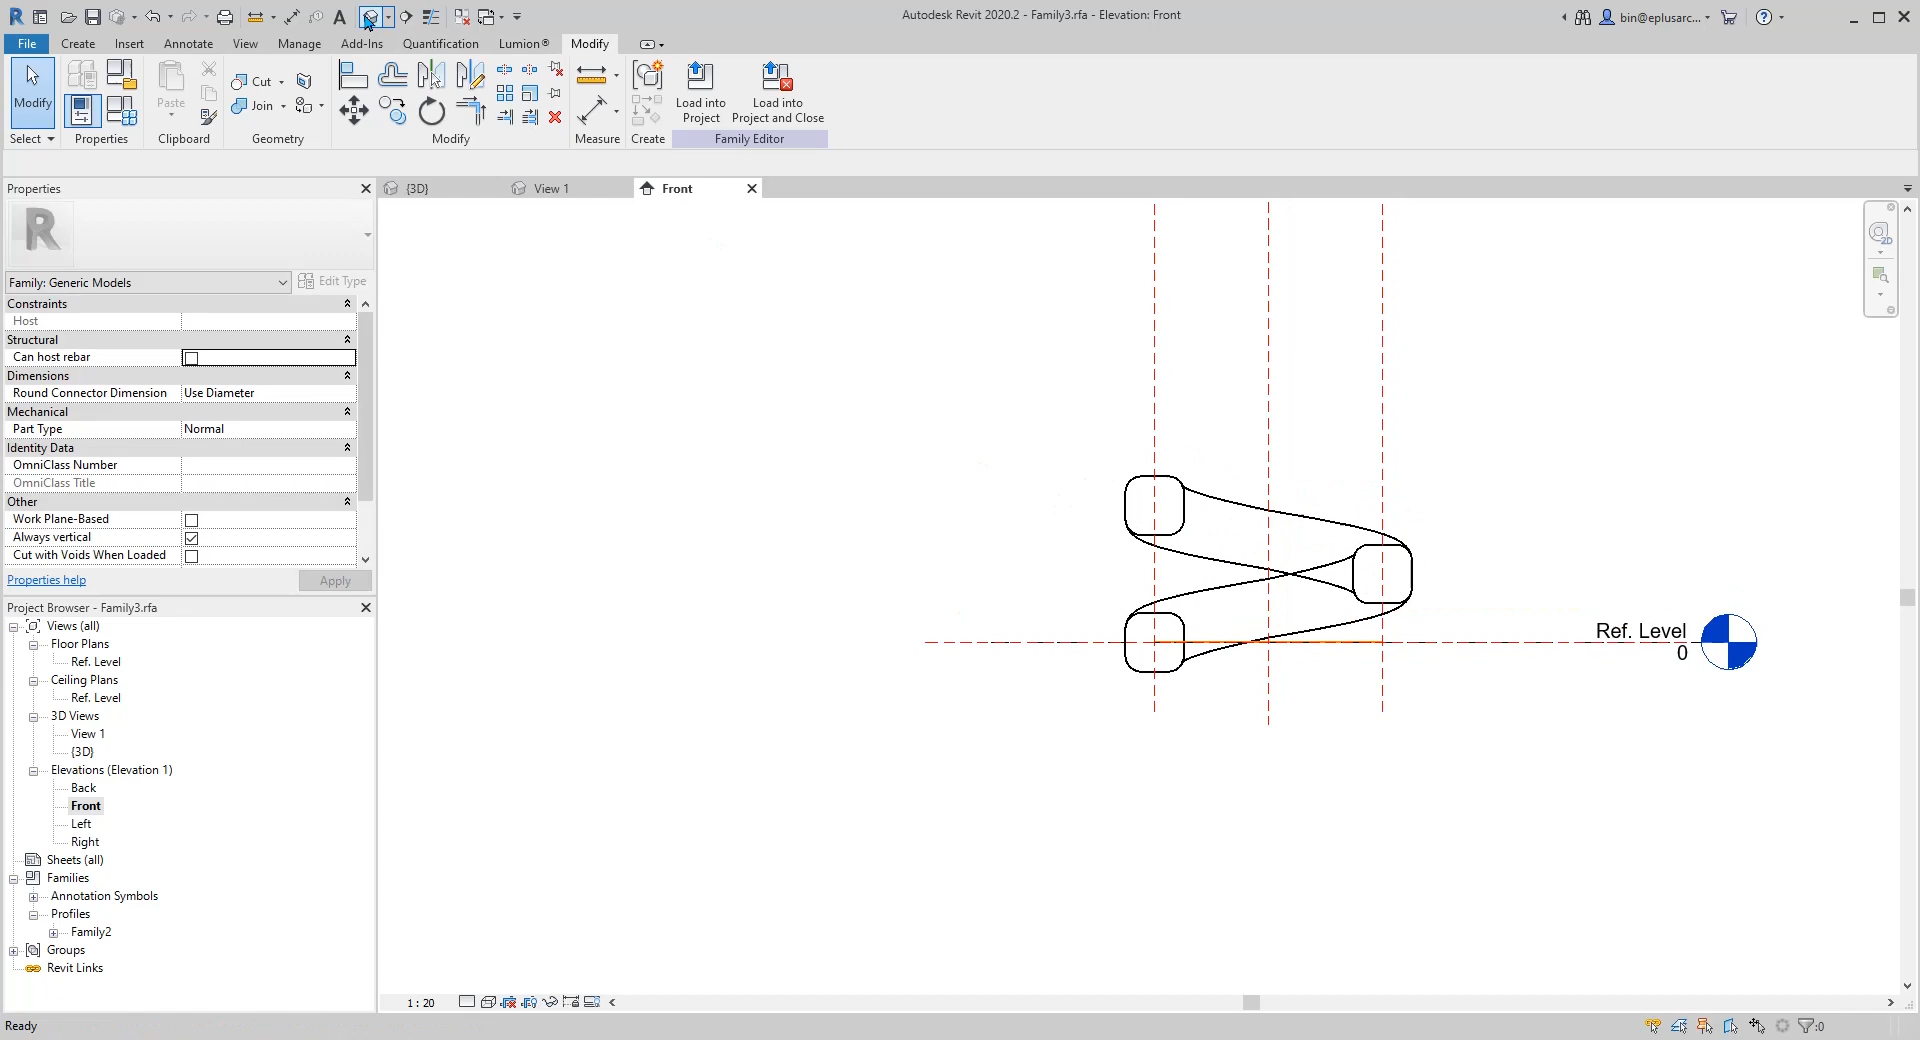 Autodesk Revit 2020.2 - Family3.rfa - Elevation: Front
bin@eplusarc...
File Create Insert Annotate View Manage Add-Ins Quantification Lumion® Modify
Modify
Paste
Cut
Join
Load into
Project
Load into
Project and Close
Select Properties Clipboard Geometry Modify Measure Create Family Editor
Properties
{3D}
View 1
Front
R
Family: Generic Models
Edit Type
Constraints
Host
Structural
Can host rebar
Dimensions
Round Connector Dimension Use Diameter
Mechanical
Part Type Normal
Identity Data
OmniClass Number
OmniClass Title
Other
Work Plane-Based
Always vertical
Cut with Voids When Loaded
Properties help
Apply
Project Browser - Family3.rfa
Views (all)
Floor Plans
Ref. Level
Ceiling Plans
Ref. Level
3D Views
View 1
{3D}
Elevations (Elevation 1)
Back
Front
Left
Right
Sheets (all)
Families
Annotation Symbols
Profiles
Family2
Groups
Revit Links
Ref. Level
0
2D
1 : 20
Ready
:0